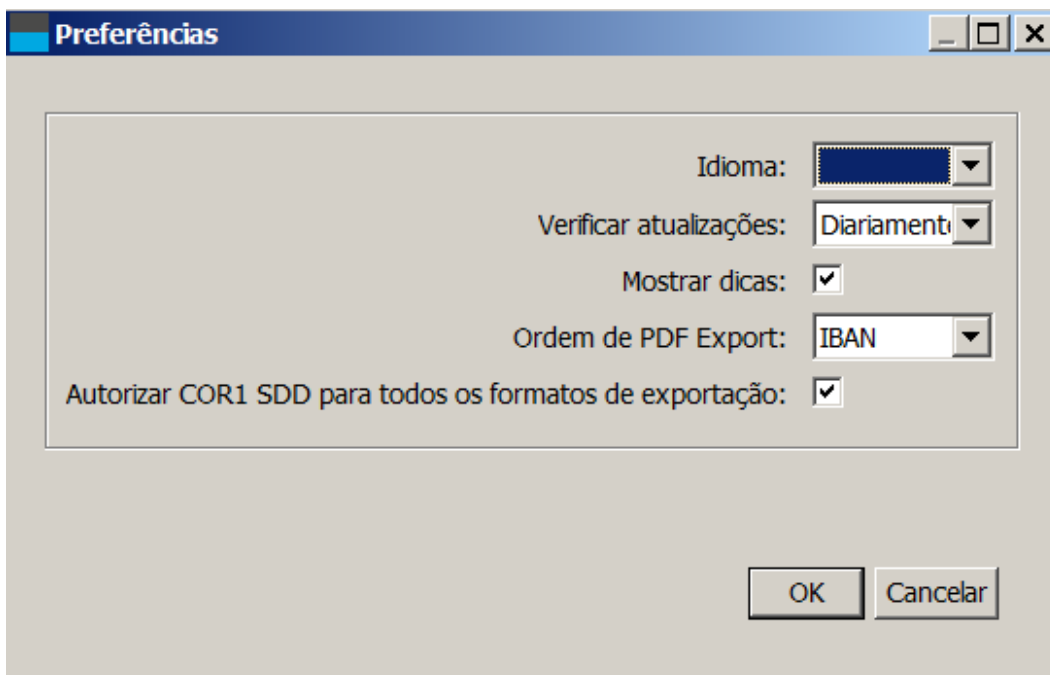 Preferências
Idioma:
Verificar atualizações: Diariament
Mostrar dicas:
Ordem de PDF Export: IBAN
Autorizar COR1 SDD para todos os formatos de exportação:
OK Cancelar